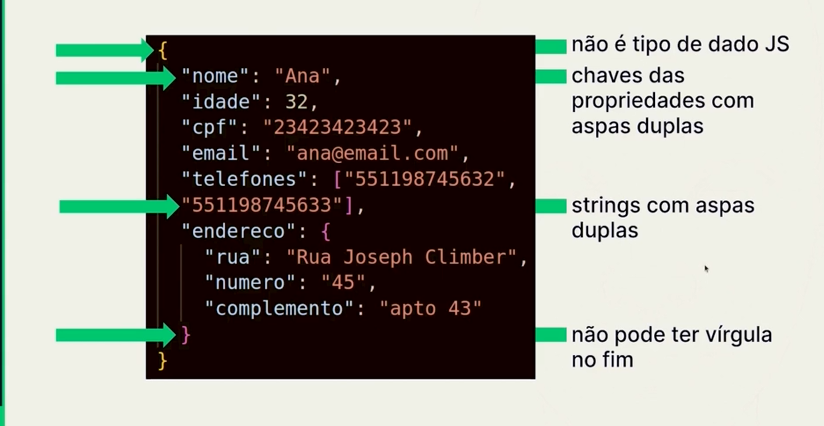 {
"nome": "Ana",
"idade": 32,
"cpf": "23423423423",
"email": "ana@email.com",
"telefones": ["551198745632",
"551198745633"],
"endereco": {
"rua": "Rua Joseph Climber",
"numero": "45",
"complemento": "apto 43"
}
}
não é tipo de dado JS
chaves das
propriedades com
aspas duplas
strings com aspas
duplas
não pode ter vírgula
no fim